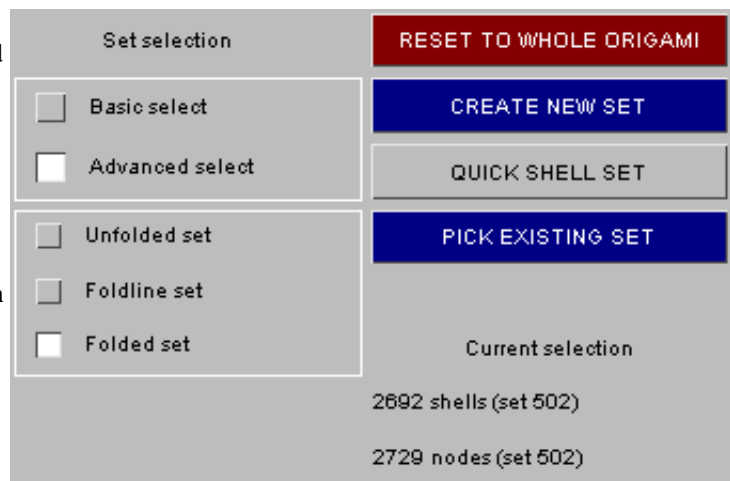 Set selection
RESET TO WHOLE ORIGAMI
Basic select
CREATE NEW SET
Advanced select
QUICK SHELL SET
Unfolded set
PICK EXISTING SET
Foldline set
Folded set
Current selection
2692 shells (set 502)
2729 nodes (set 502)